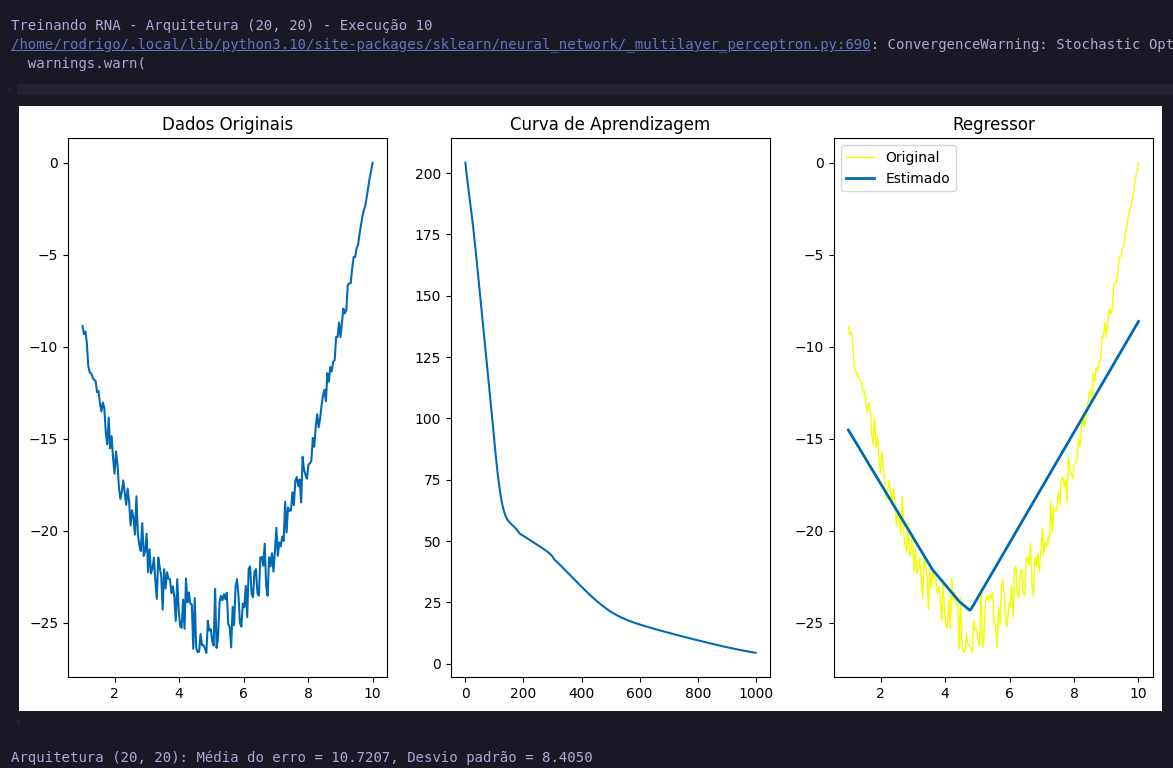 Treinando RNA - Arquitetura (20, 20) - Execução 10
/home/rodrigo/.local/lib/python3.10/site-packages/sklearn/neural_network/_multilayer_perceptron.py:690: ConvergenceWarning: Stochastic Opt
warnings.warn(
Dados Originais
0
−5
−10
−15
−20
−25
2 4 6 8 10
Curva de Aprendizagem
200
175
150
125
100
75
50
25
0
0 200 400 600 800 1000
Regressor
Original
Estimado
0
−5
−10
−15
−20
−25
2 4 6 8 10
Arquitetura (20, 20): Média do erro = 10.7207, Desvio padrão = 8.4050